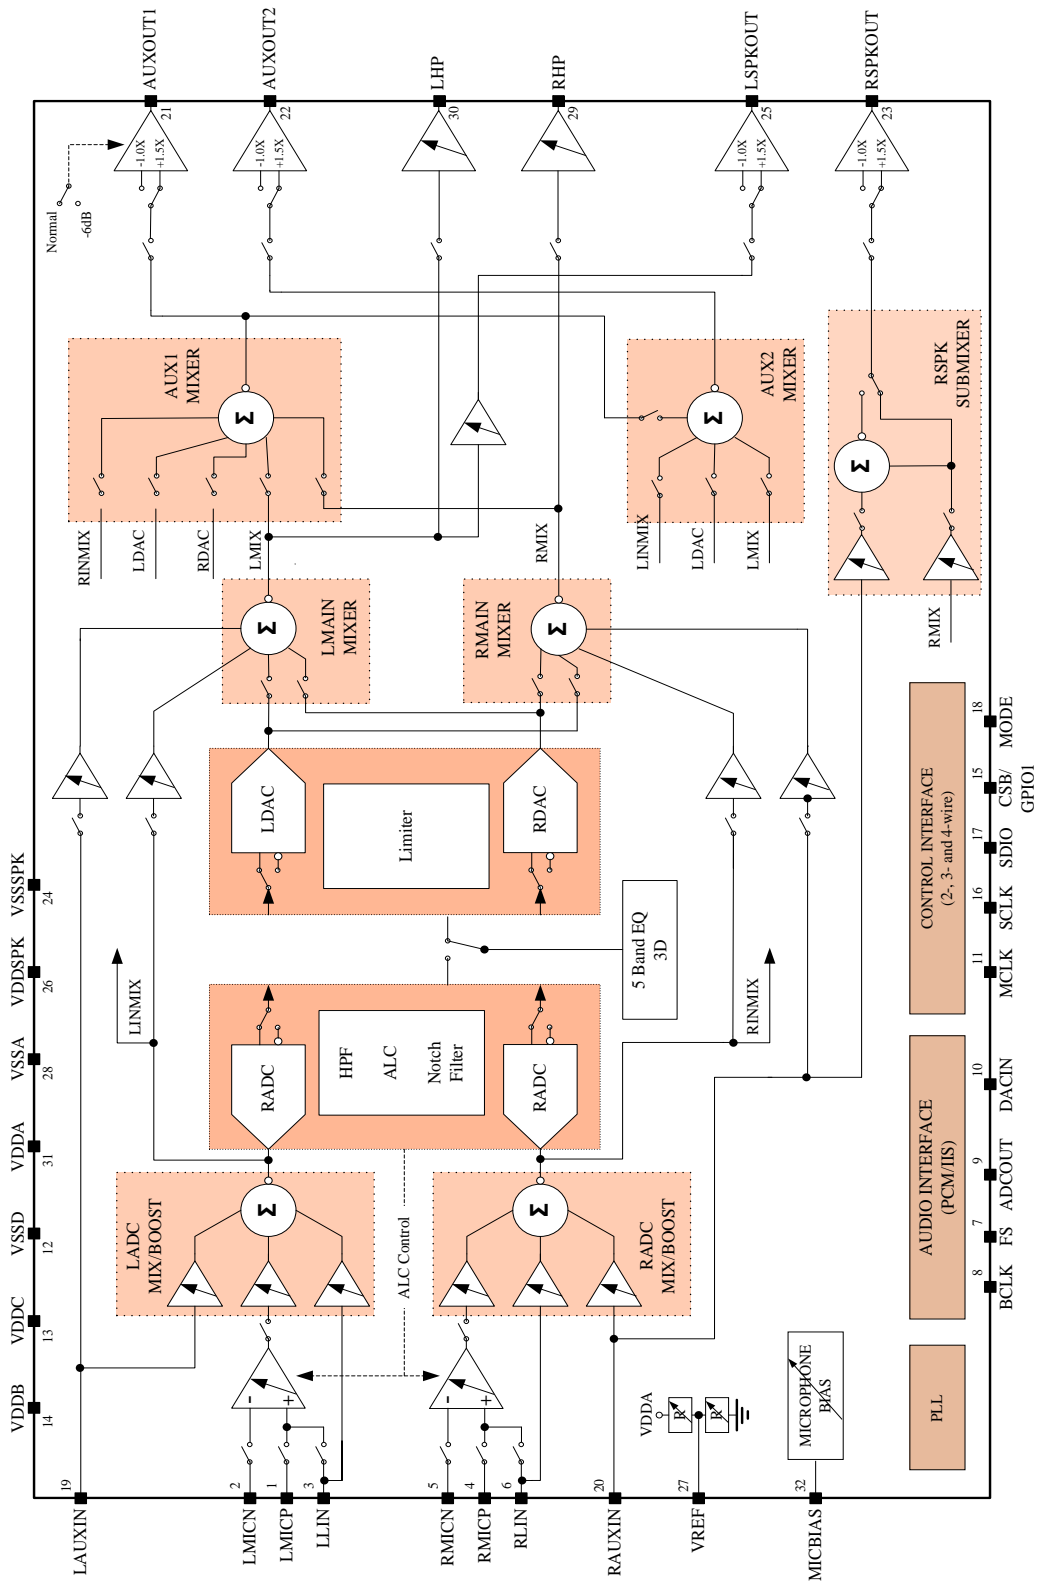 AUXOUT1
AUXOUT2
LHP
RHP
LSPKOUT
RSPKOUT
21
22
30
29
25
23
-1.0X
+1.5X
-1.0X
+1.5X
-1.0X
+1.5X
-1.0X
+1.5X
Normal
-6dB
AUX1
MIXER
AUX2
MIXER
RSPK
SUBMIXER
RINMIX
LDAC
RDAC
LMIX
RMIX
LINMIX
LDAC
LMIX
RMIX
Σ
Σ
Σ
LMAIN
MIXER
RMAIN
MIXER
Σ
Σ
LDAC
Limiter
RDAC
5 Band EQ
3D
LINMIX
RINMIX
RADC
HPF
ALC
Notch
Filter
RADC
LADC
MIX/BOOST
RADC
MIX/BOOST
Σ
Σ
ALC Control
-
+
-
+
VSSSPK
24
VDDSPK
26
VSSA
28
VDDA
31
VSSD
12
VDDC
13
VDDB
14
CONTROL INTERFACE
(2-, 3- and 4-wire)
AUDIO INTERFACE
(PCM/IIS)
PLL
MICROPHONE
BIAS
VDDA
R
R
18
MODE
15
CSB/
GPIO1
17
SDIO
16
SCLK
11
MCLK
10
DACIN
9
ADCOUT
7
FS
8
BCLK
19
LAUXIN
2
LMICN
1
LMICP
3
LLIN
5
RMICN
4
RMICP
6
RLIN
20
RAUXIN
27
VREF
32
MICBIAS